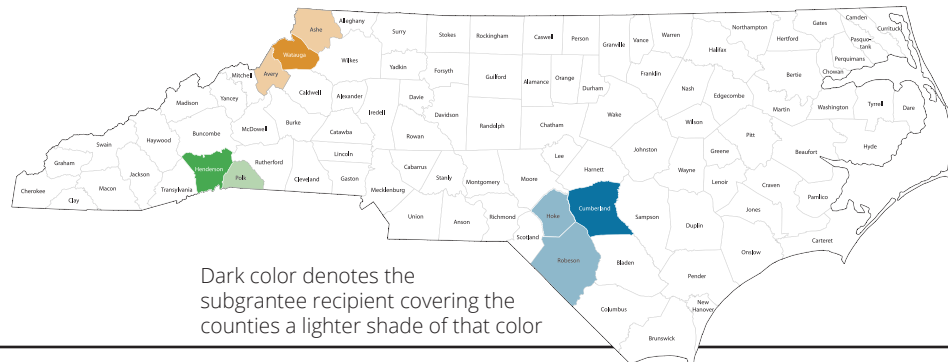 Camden
Currituck
Gates
Northampton
Alleghany
Ashe
Surry
Stokes
Rockingham
Caswell
Person
Granville
Vance
Warren
Hertford
Pasquo-
tank
Halifax
Perquimans
Watauga
Wilkes
Yadkin
Forsyth
Guilford
Alamance
Orange
Durham
Franklin
Bertie
Chowan
Mitchell
Avery
Nash
Edgecombe
Martin
Washington
Tyrrell
Dare
Caldwell
Alexander
Iredell
Davie
Davidson
Randolph
Chatham
Wake
Wilson
Madison
Yancey
Burke
McDowell
Catawba
Rowan
Buncombe
Haywood
Swain
Pitt
Beaufort
Hyde
Johnston
Greene
Lee
Harnett
Wayne
Lenoir
Craven
Pamlico
Graham
Jackson
Henderson
Polk
Rutherford
Cleveland
Lincoln
Gaston
Mecklenburg
Cabarrus
Stanly
Montgomery
Moore
Cherokee
Clay
Macon
Transylvania
Union
Anson
Richmond
Scotland
Hoke
Cumberland
Sampson
Duplin
Jones
Onslow
Carteret
Robeson
Bladen
Pender
Columbus
New
Hanover
Brunswick
Dark color denotes the
subgrantee recipient covering the
counties a lighter shade of that color